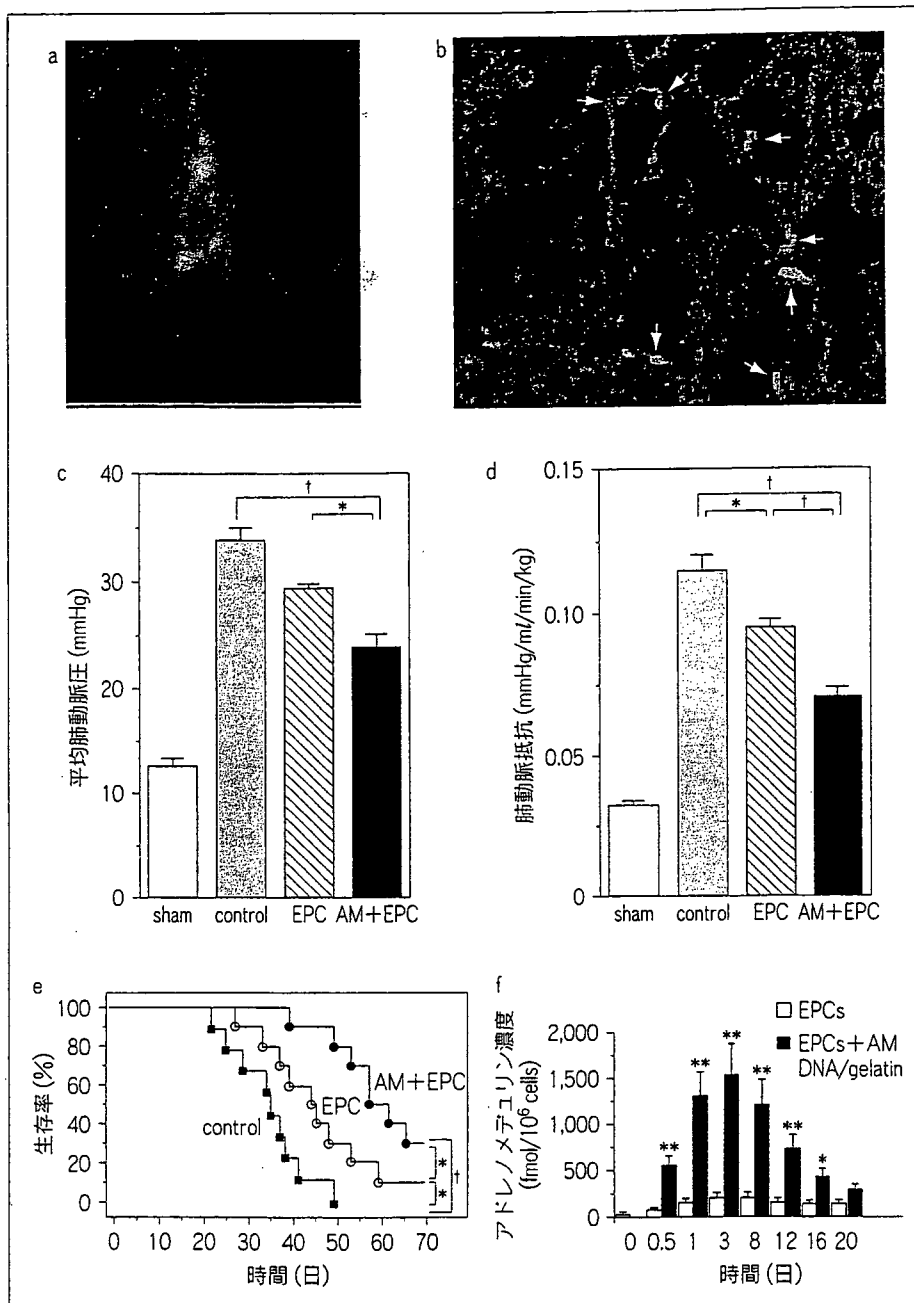 a
b
c
平均肺動脈圧 (mmHg)
40
30
20
10
0
sham control EPC AM+EPC
† 
*
d
肺動脈抵抗 (mmHg/mℓ/min/kg)
0.15
0.10
0.05
0
sham control EPC AM+EPC
†
* †
e
生存率 (%)
100
80
60
40
20
0
control
EPC
AM+EPC
*
*
†
0 10 20 30 40 50 60 70 80
時間 (日)
f
アドレノメデュリン濃度
(fmol/10⁶ cells)
EPCs
EPCs+AM
DNA/gelatin
2,000
1,500
1,000
500
0
** ** ** ** ** *
0 0.5 1 3 8 12 16 20
時間 (日)